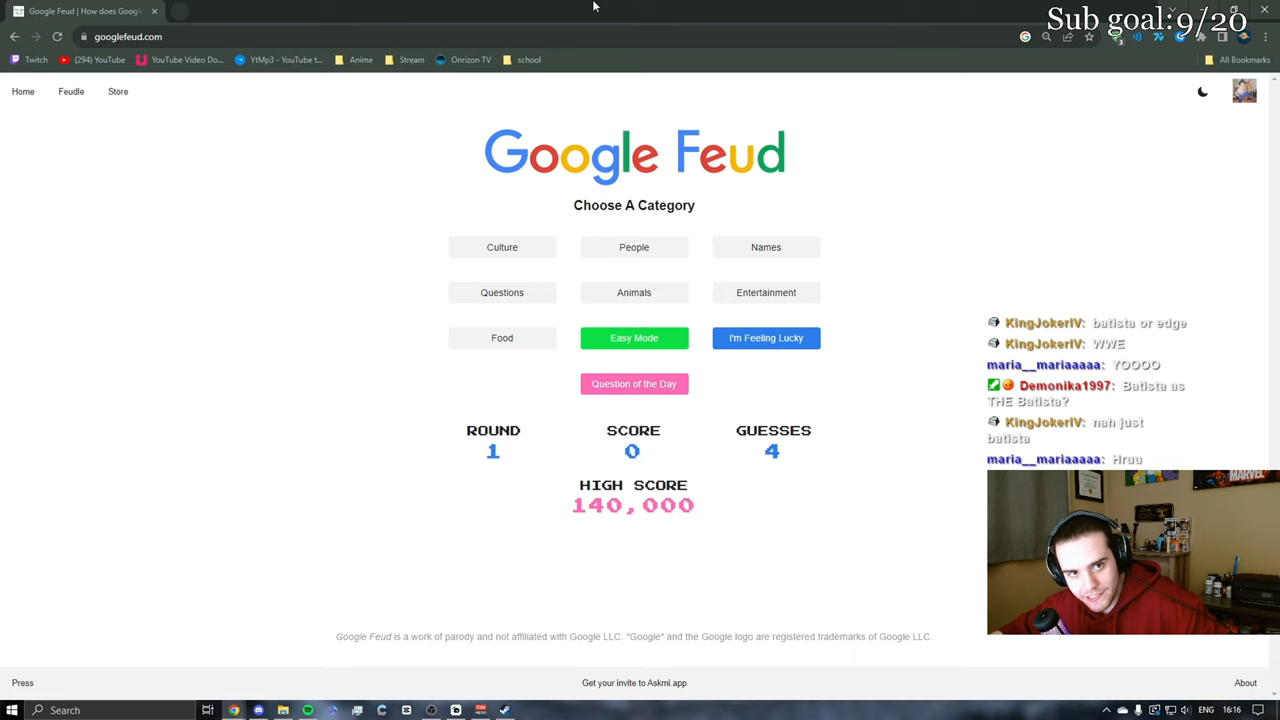 Google Feud | How does Googl
Sub goal:9/20
googlefeud.com
3
Twitch
(294) YouTube
YouTube Video Do...
YtMp3 - YouTube t...
Anime
Stream
Onrizon TV
school
All Bookmarks
Home
Feudle
Store
Google Feud
Choose A Category
Culture
People
Names
Questions
Animals
Entertainment
Food
Easy Mode
I'm Feeling Lucky
Question of the Day
ROUND
SCORE
GUESSES
1
0
4
HIGH SCORE
140,000
KingJokerIV: batista or edge
KingJokerIV: WWE
maria__mariaaaaa: YOOOO
Demonika1997: Batista as
THE Batista?
KingJokerIV: nah just
batista
maria__mariaaaaa: Hruu
MARVEL
Google Feud is a work of parody and not affiliated with Google LLC. "Google" and the Google logo are registered trademarks of Google LLC.
Press
Get your invite to Askmi.app
About
Search
ENG
16:16